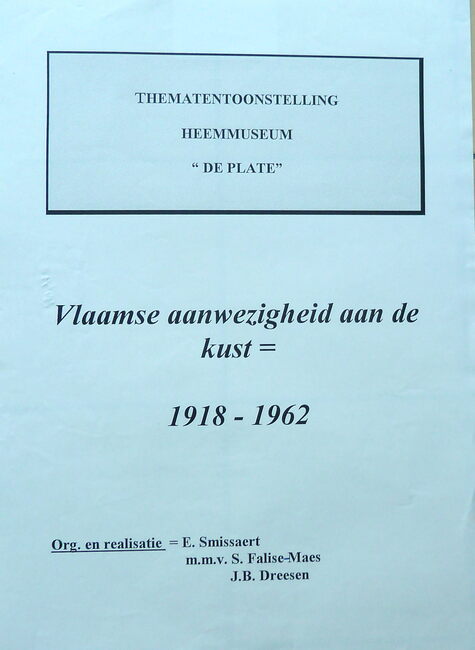 THEMATENTOONSTELLING
HEEMMUSEUM
“ DE PLATE”
Vlaamse aanwezigheid aan de
kust =
1918 - 1962
Org. en realisatie = E. Smissaert
m.m.v. S. Falise-Maes
J.B. Dreesen